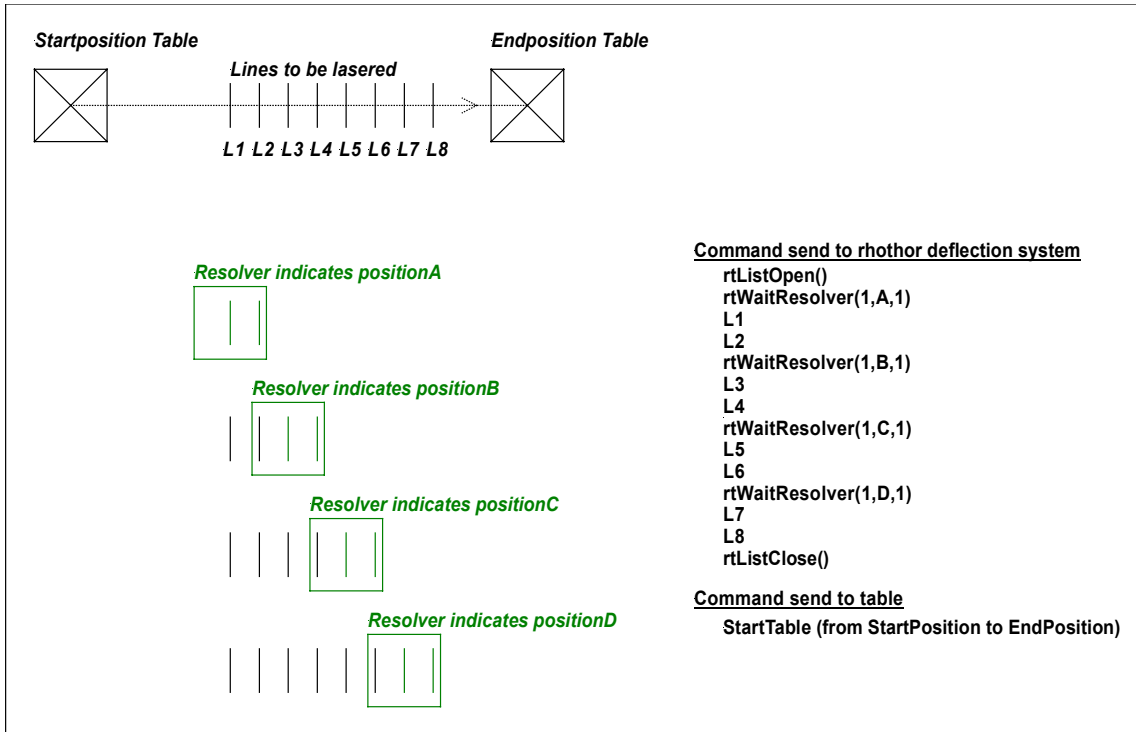 Startposition Table
Endposition Table
Lines to be lasered
L1 L2 L3 L4 L5 L6 L7 L8
Resolver indicates positionA
Resolver indicates positionB
Resolver indicates positionC
Resolver indicates positionD
Command send to rhothor deflection system
rtListOpen()
rtWaitResolver(1,A,1)
L1
L2
rtWaitResolver(1,B,1)
L3
L4
rtWaitResolver(1,C,1)
L5
L6
rtWaitResolver(1,D,1)
L7
L8
rtListClose()
Command send to table
StartTable (from StartPosition to EndPosition)